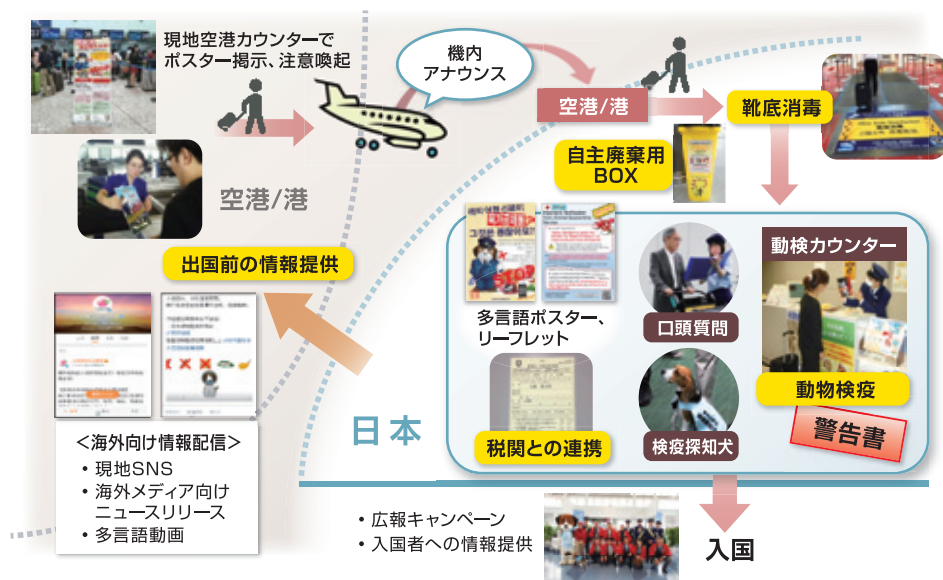 現地空港カウンターで
ポスター掲示、注意喚起
機内
アナウンス
空港/港
靴底消毒
自主廃棄用
BOX
空港/港
出国前の情報提供
動検カウンター
多言語ポスター、
リーフレット
口頭質問
動物検疫
警告書
税関との連携
検疫探知犬
日本
＜海外向け情報配信＞
・現地SNS
・海外メディア向け
ニュースリリース
・多言語動画
・広報キャンペーン
・入国者への情報提供
入国